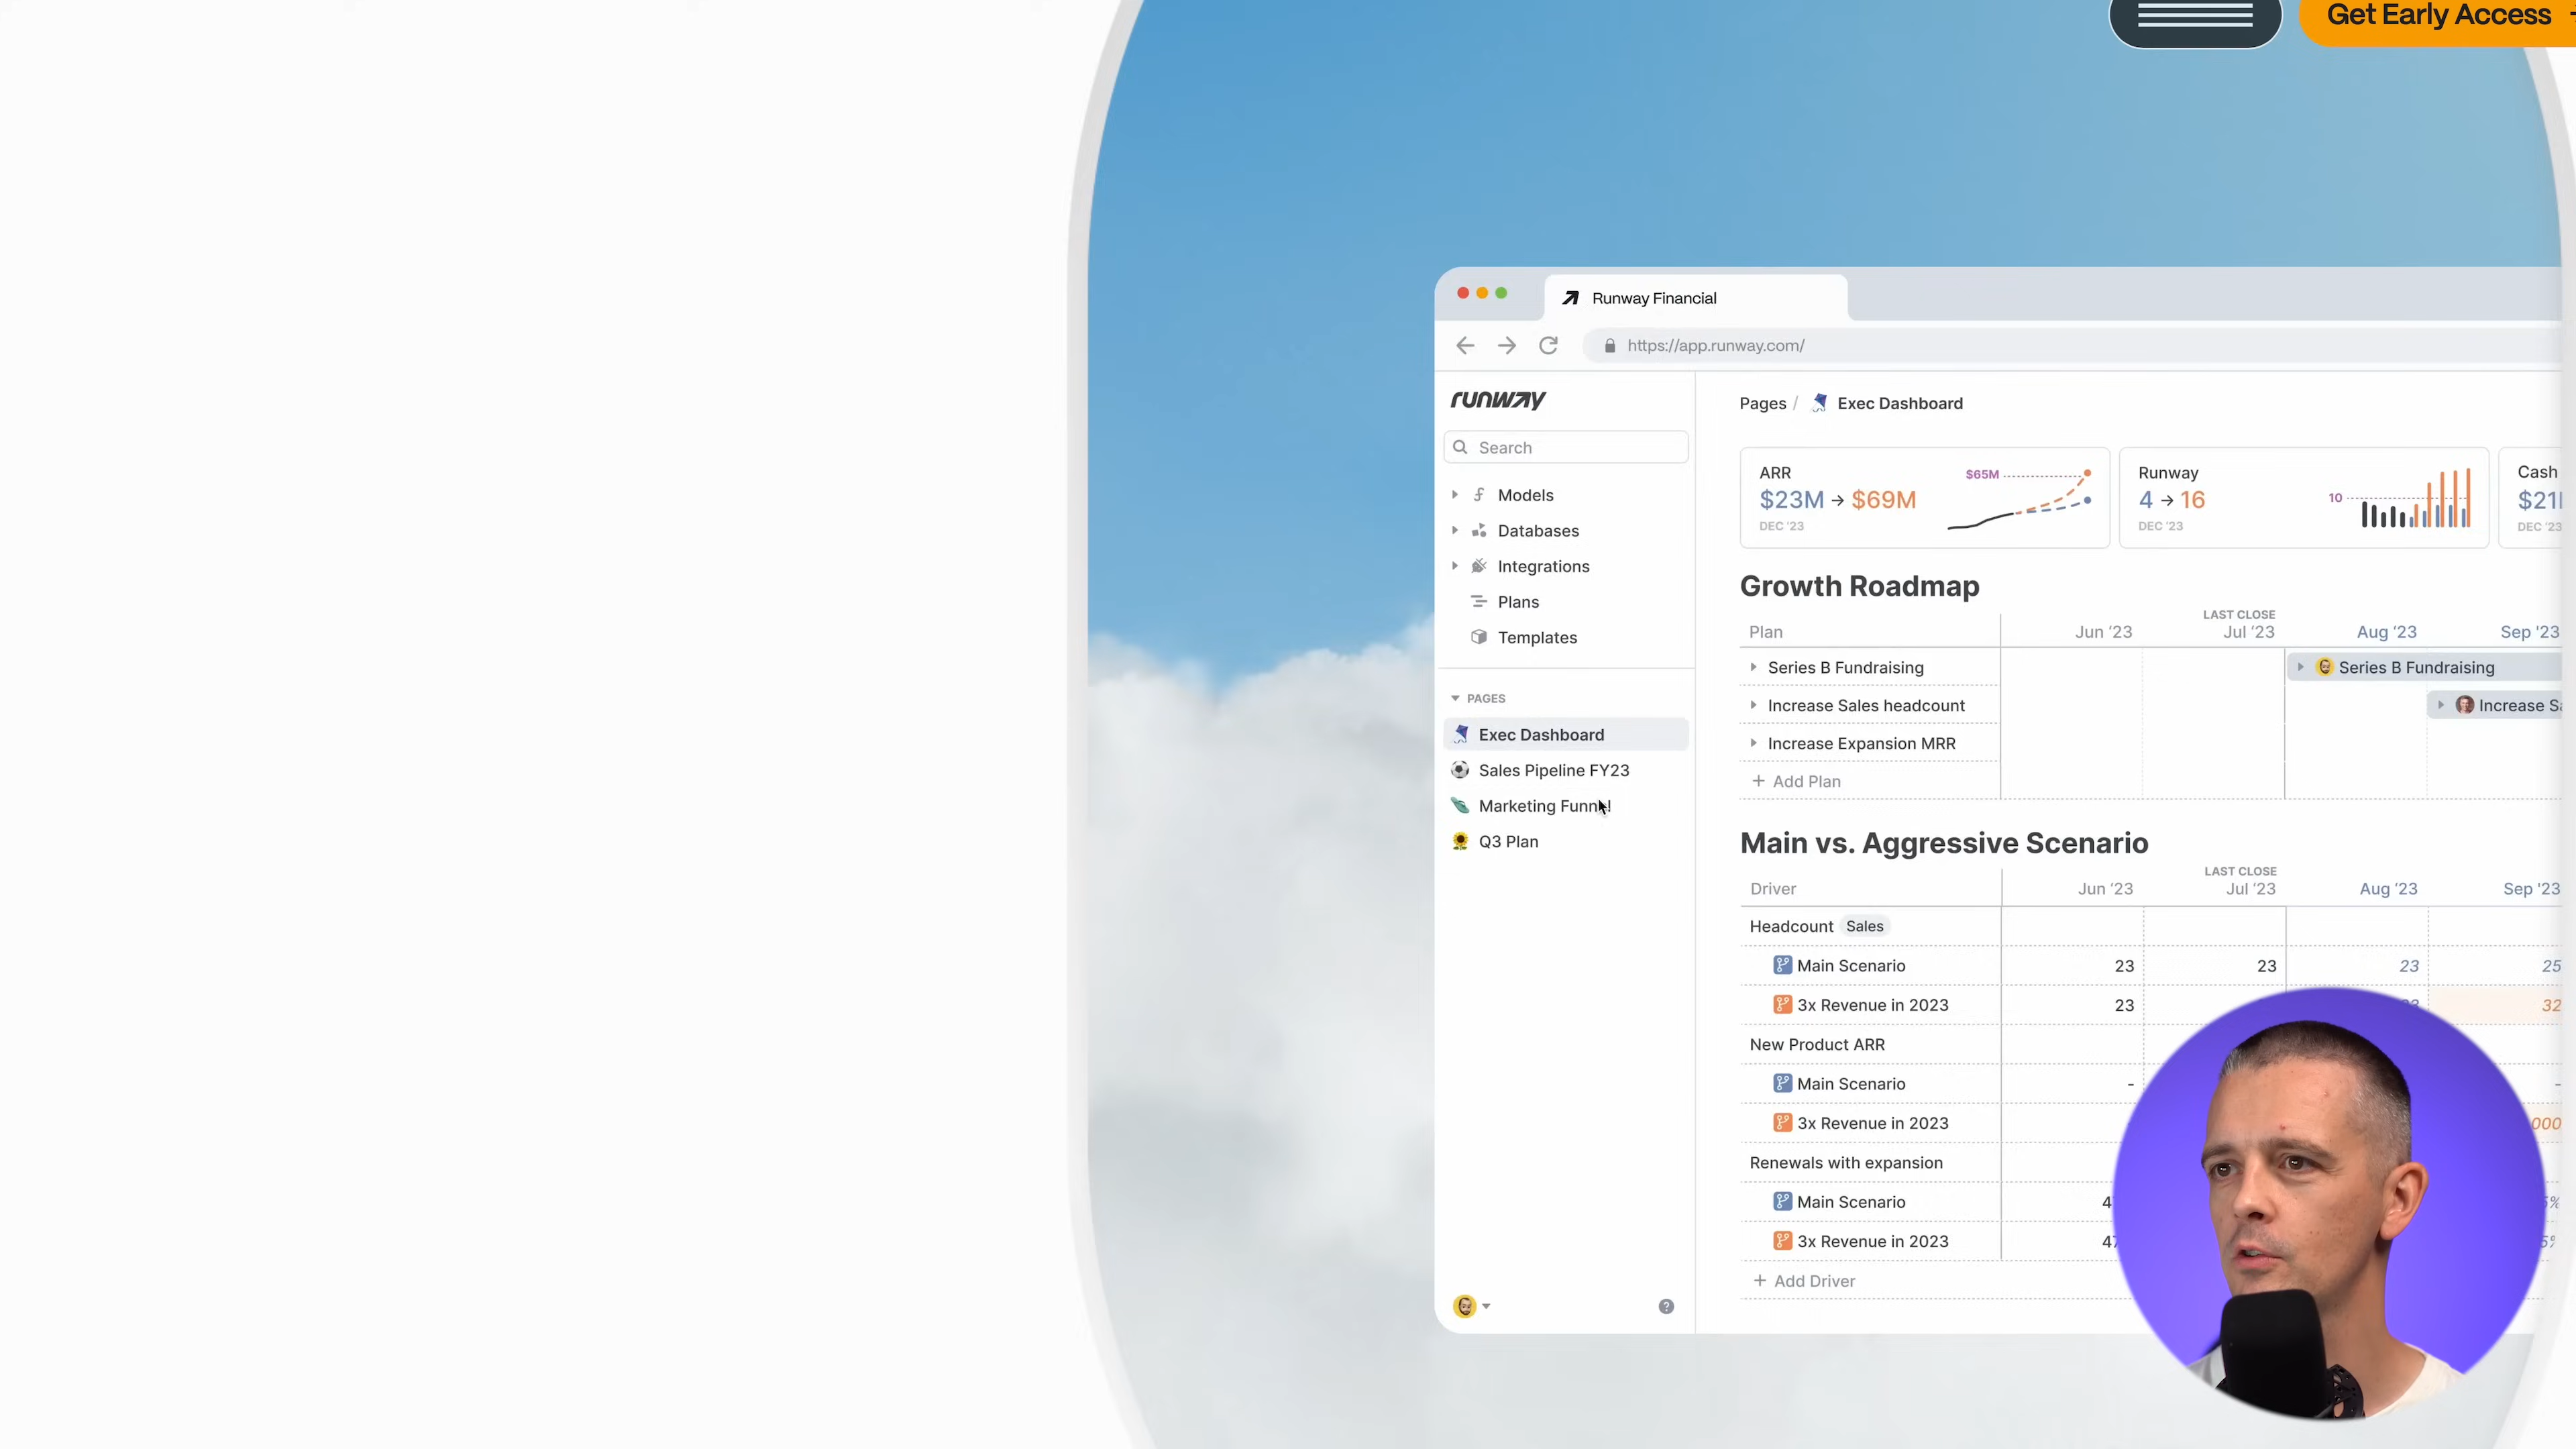 Get Early Access
Runway Financial
https://app.runway.com/
runway
Search
Models
Databases
Integrations
Plans
Templates
PAGES
Exec Dashboard
Sales Pipeline FY23
Marketing Funnel
Q3 Plan
Pages / Exec Dashboard
ARR
$23M → $69M
DEC '23
$65M
Runway
4 → 16
DEC '23
10
Cash
DEC '23
Growth Roadmap
LAST CLOSE
Plan Jun '23 Jul '23 Aug '23 Sep '23
Series B Fundraising Series B Fundraising
Increase Sales headcount Increase
Increase Expansion MRR
+ Add Plan
Main vs. Aggressive Scenario
LAST CLOSE
Driver Jun '23 Jul '23 Aug '23 Sep '23
Headcount Sales
Main Scenario 23 23 23 25
3x Revenue in 2023 23 32
New Product ARR
Main Scenario - -
3x Revenue in 2023
Renewals with expansion
Main Scenario
3x Revenue in 2023
+ Add Driver
?